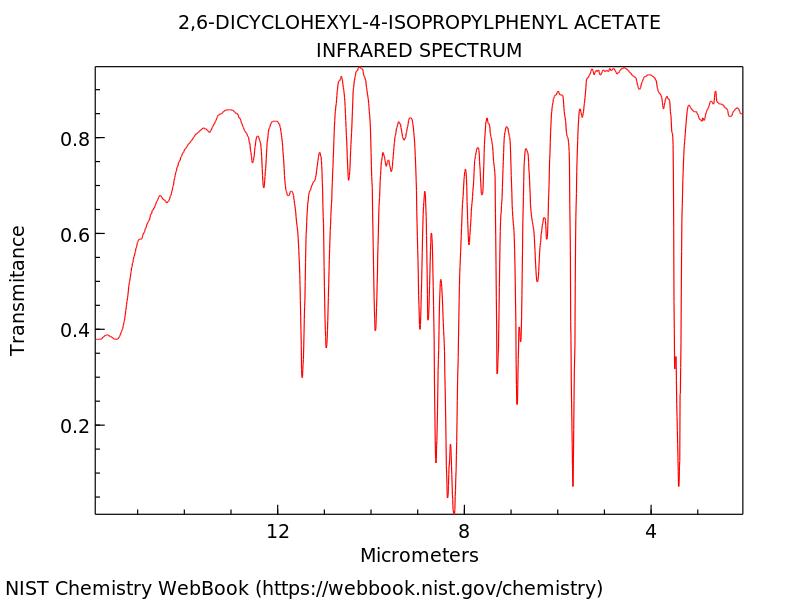 2,6-DICYCLOHEXYL-4-ISOPROPYLPHENYL ACETATE
INFRARED SPECTRUM
Transmitance
0.8
0.6
0.4
0.2
12 8 4
Micrometers
NIST Chemistry WebBook (https://webbook.nist.gov/chemistry)